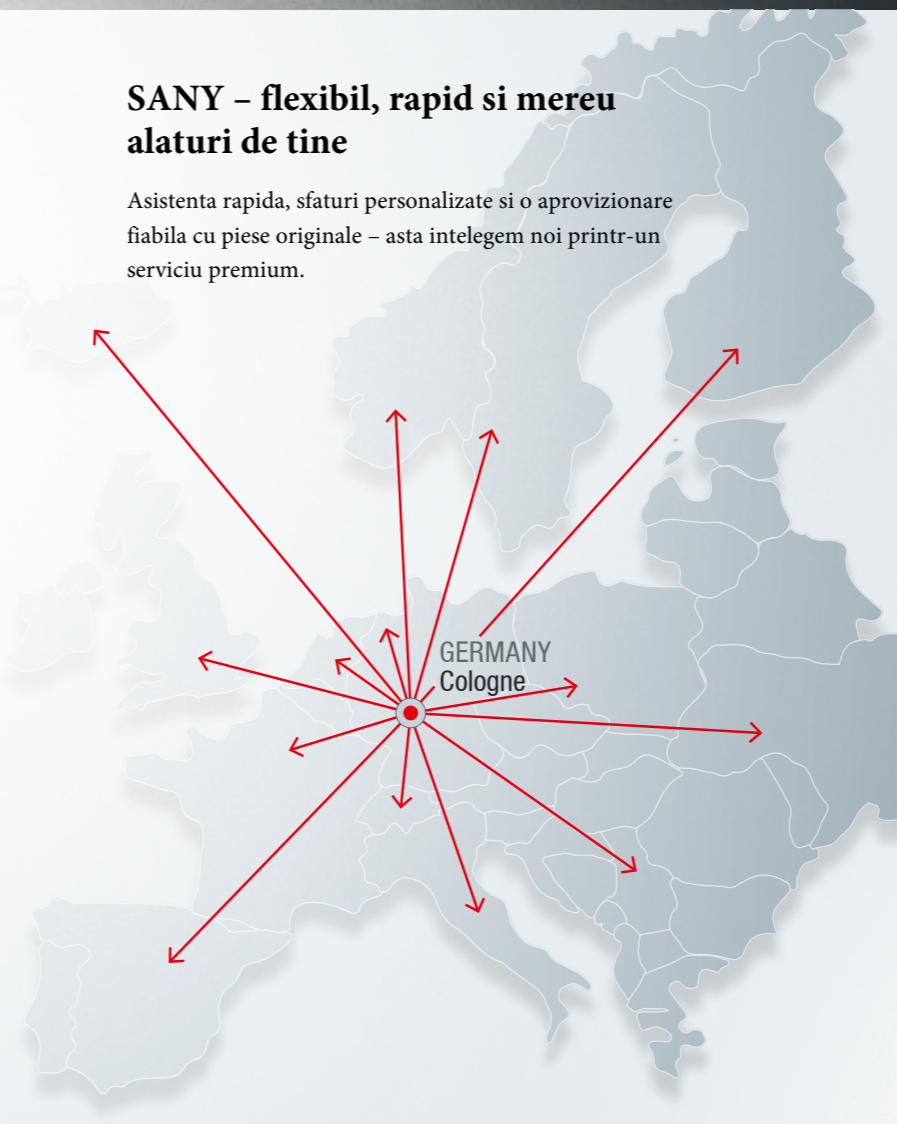 SANY – flexibil, rapid si mereu
alaturi de tine
Asistenta rapida, sfaturi personalizate si o aprovizionare
fiabila cu piese originale – asta intelegem noi printr-un
serviciu premium.
GERMANY
Cologne